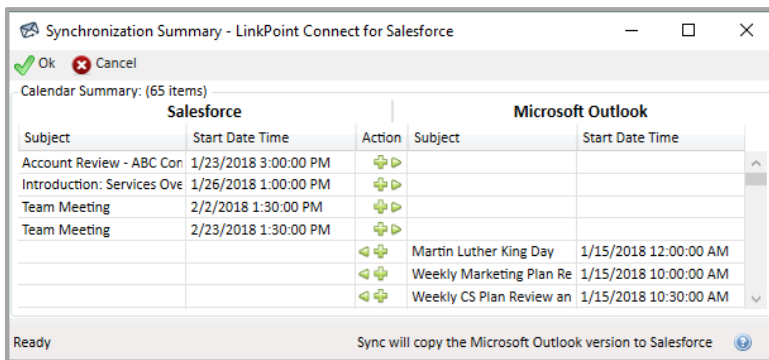 Synchronization Summary - LinkPoint Connect for Salesforce
Ok Cancel
Calendar Summary: (65 items)
Salesforce Microsoft Outlook
Subject Start Date Time Action Subject Start Date Time
Account Review - ABC Con 1/23/2018 3:00:00 PM
Introduction: Services Ove 1/26/2018 1:00:00 PM
Team Meeting 2/2/2018 1:30:00 PM
Team Meeting 2/23/2018 1:30:00 PM
Martin Luther King Day 1/15/2018 12:00:00 AM
Weekly Marketing Plan Re 1/15/2018 10:00:00 AM
Weekly CS Plan Review an 1/15/2018 10:30:00 AM
Ready Sync will copy the Microsoft Outlook version to Salesforce ?